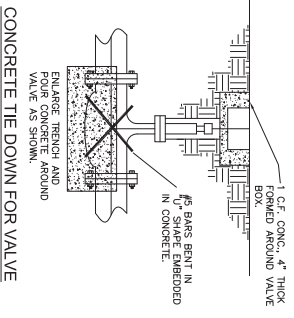 1 C.F. CONC., 4" THICK
FORMED AROUND VALVE
BOX.
#5 BARS BENT IN
"U" SHAPE EMBEDDED
IN CONCRETE.
ENLARGE TRENCH AND
POUR CONCRETE AROUND
VALVE AS SHOWN.
CONCRETE TIE DOWN FOR VALVE